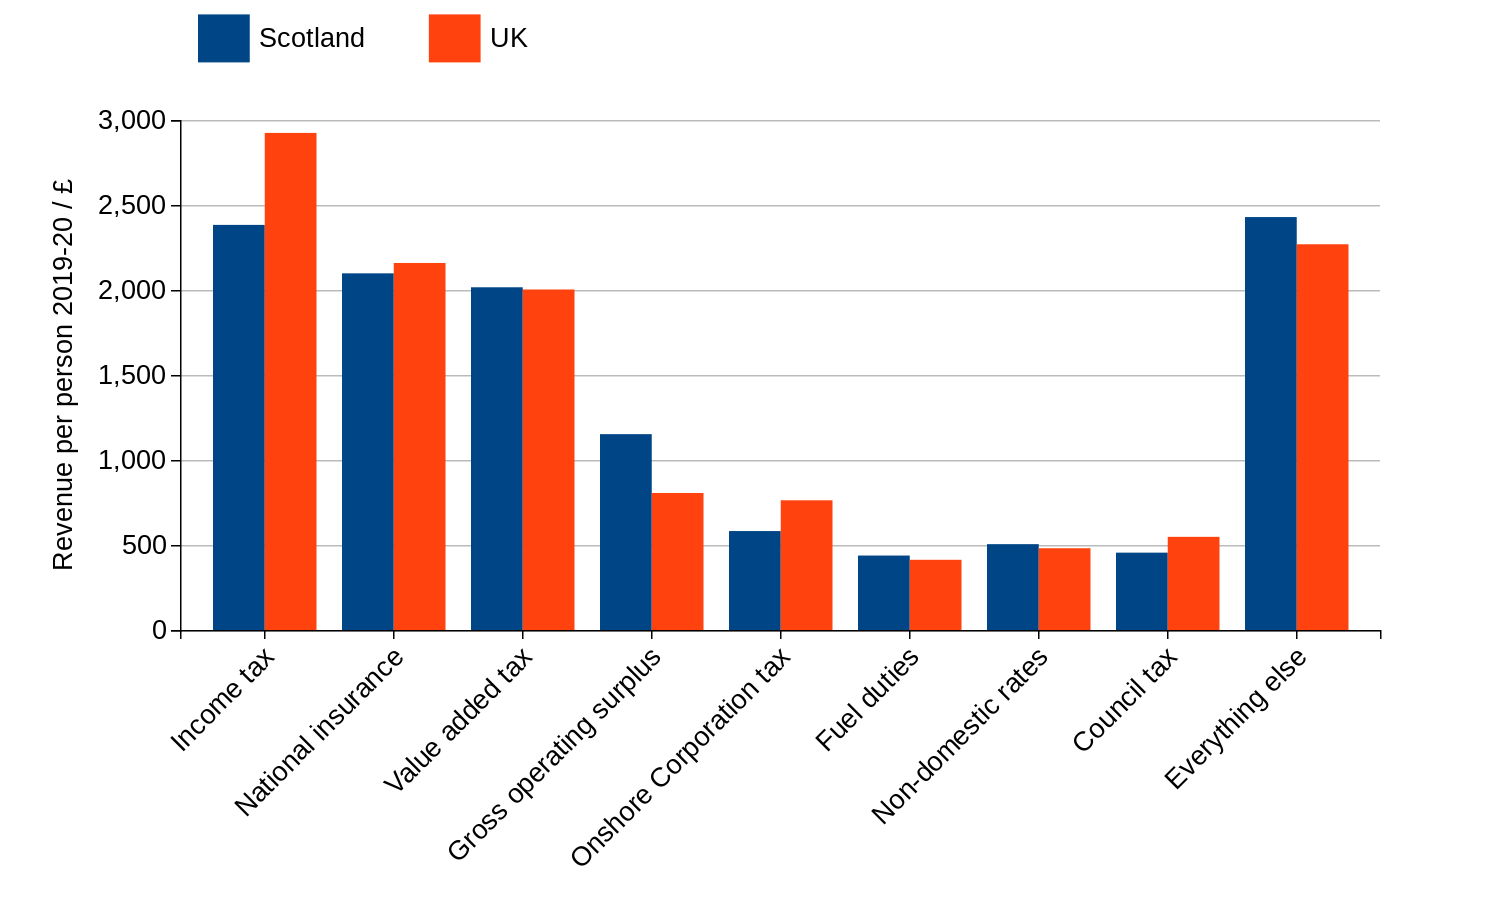 Scotland
UK
Revenue per person 2019-20 / £
3,000
2,500
2,000
1,500
1,000
500
0
Income tax
National insurance
Value added tax
Gross operating surplus
Onshore Corporation tax
Fuel duties
Non-domestic rates
Council tax
Everything else